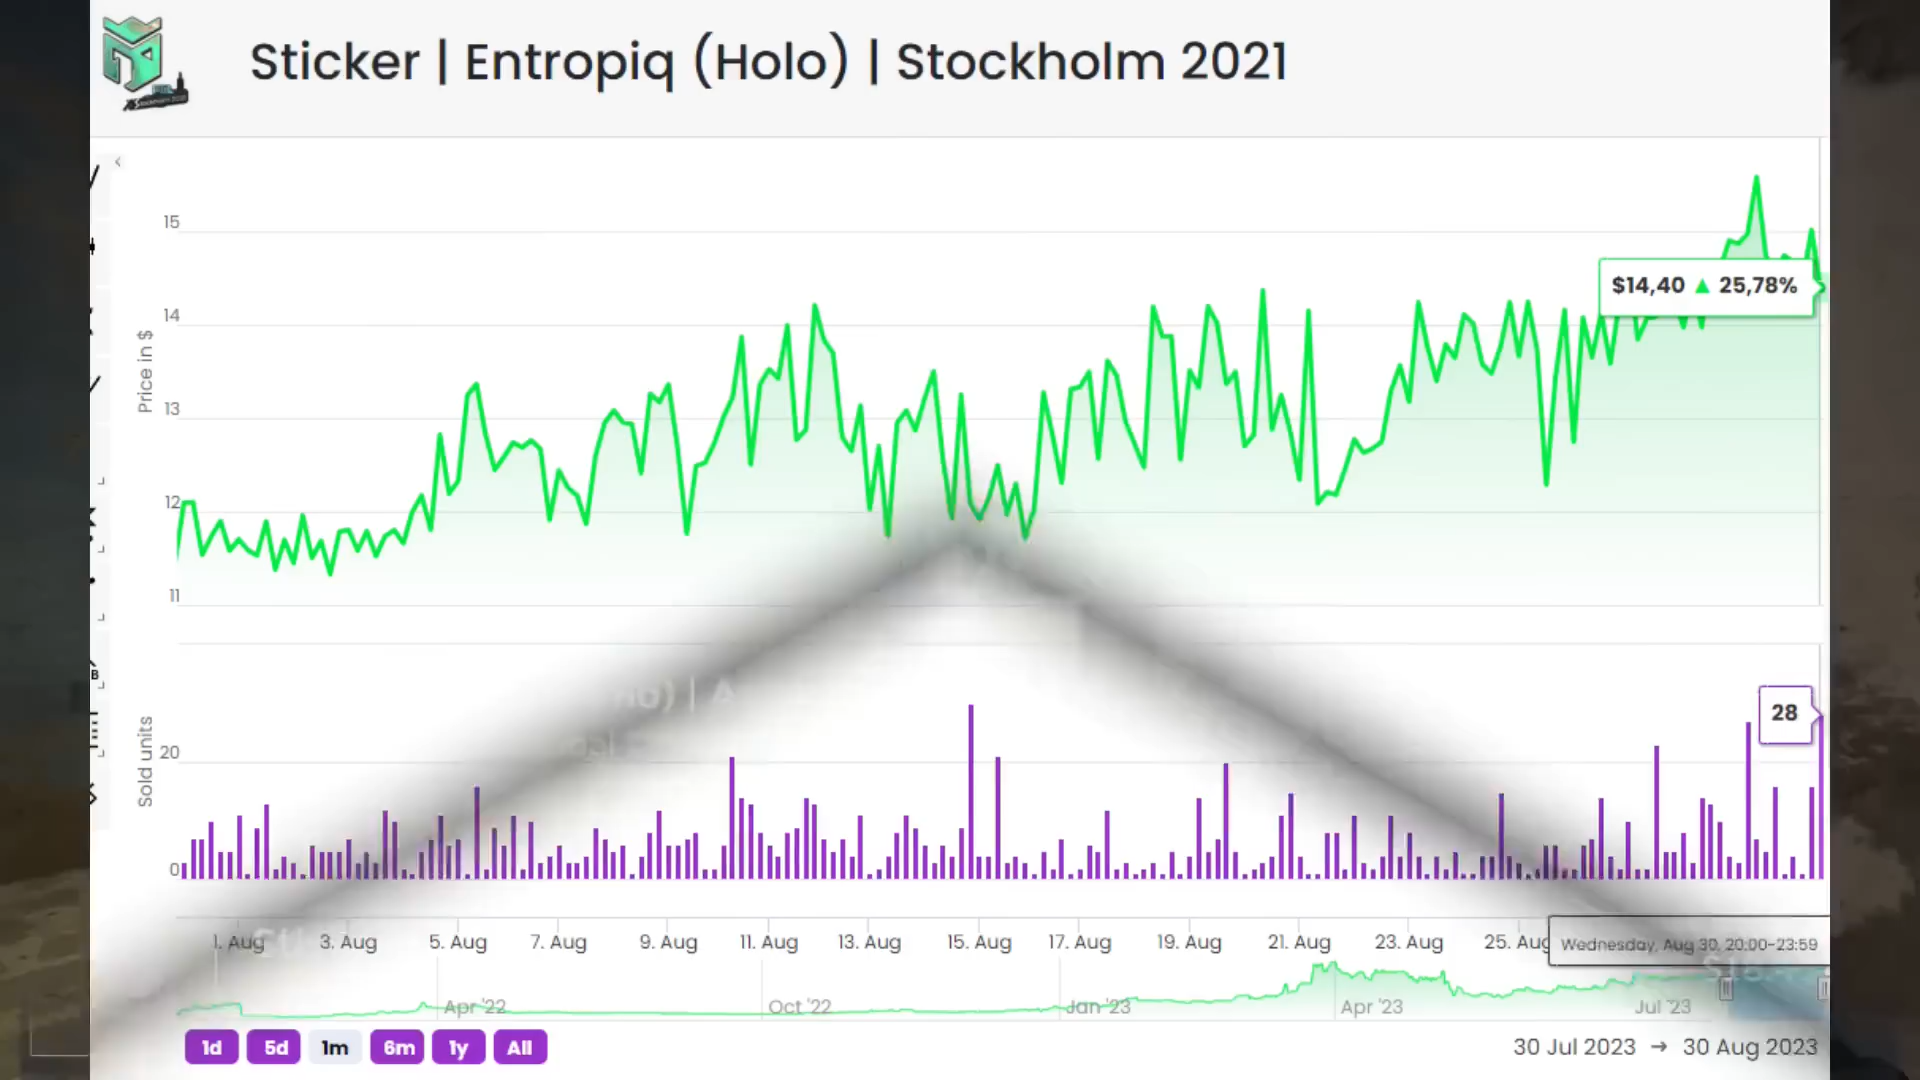 Sticker | Entropiq (Holo) | Stockholm 2021
15
14
13
12
11
Price in $
$14,40 ▲ 25,78%
28
20
0
Sold units
1. Aug 3. Aug 5. Aug 7. Aug 9. Aug 11. Aug 13. Aug 15. Aug 17. Aug 19. Aug 21. Aug 23. Aug 25. Aug
Wednesday, Aug 30, 20:00-23:59
Apr '22 Oct '22 Jan '23 Apr '23 Jul '23
1d 5d 1m 6m 1y All
30 Jul 2023 → 30 Aug 2023